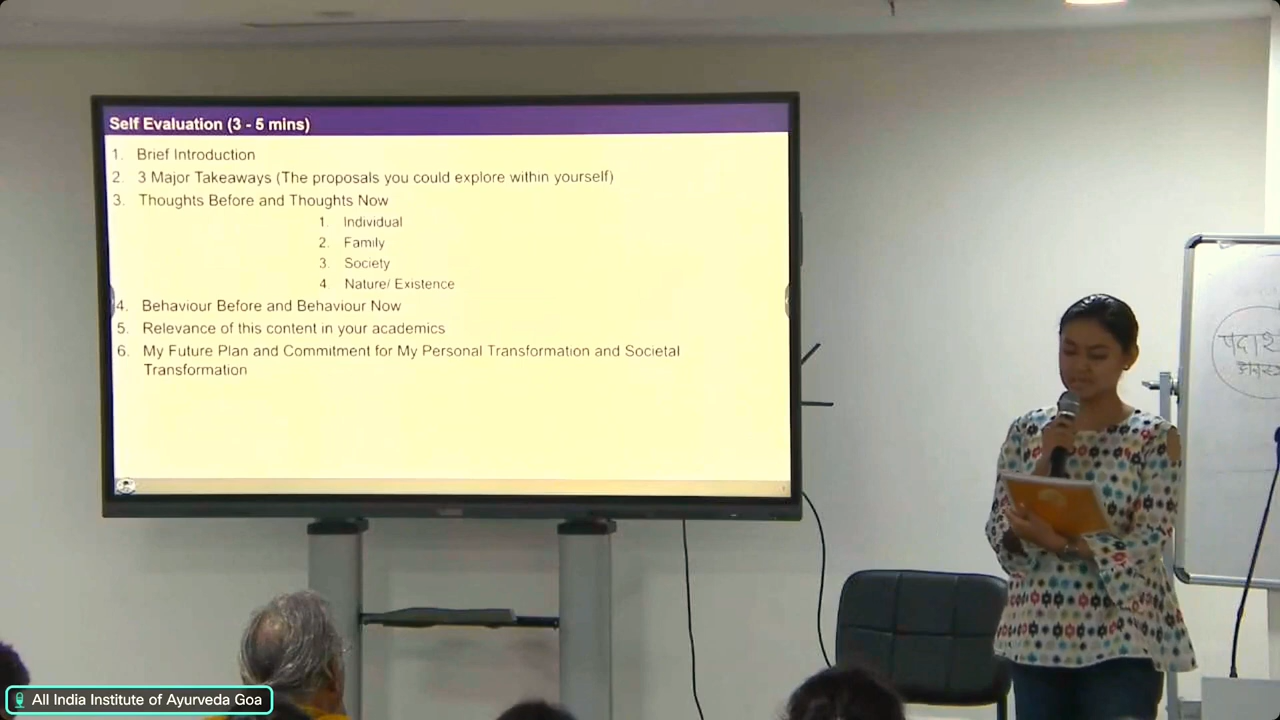 Self Evaluation (3 - 5 mins)
1. Brief Introduction
2. 3 Major Takeaways (The proposals you could explore within yourself)
3. Thoughts Before and Thoughts Now
1. Individual
2. Family
3. Society
4. Nature/ Existence
4. Behaviour Before and Behaviour Now
5. Relevance of this content in your academics
6. My Future Plan and Commitment for My Personal Transformation and Societal
Transformation
All India Institute of Ayurveda Goa